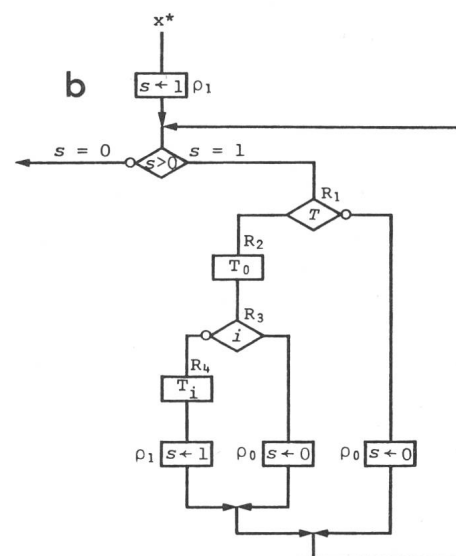 x*
b
s ← 1 ρ₁
s = 0
s>0
s = 1
R₁
T
R₂
T₀
R₃
i
R₄
Tᵢ
ρ₁ s ← 1
ρ₀ s ← 0
ρ₀ s ← 0